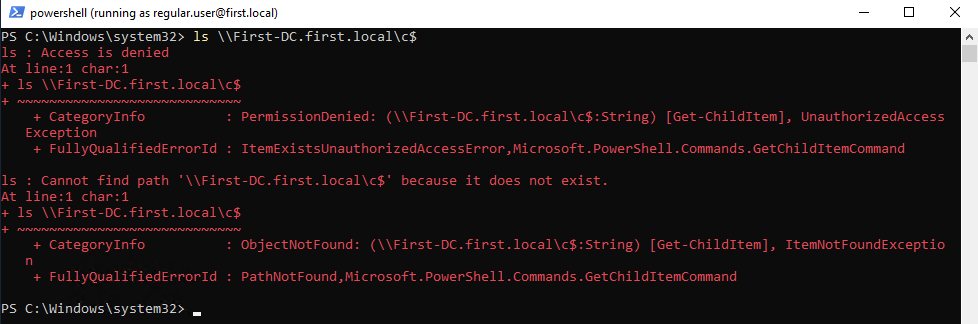 powershell (running as regular.user@first.local)
PS C:\Windows\system32> ls \\First-DC.first.local\c$
ls : Access is denied
At line:1 char:1
+ ls \\First-DC.first.local\c$
+ ~~~~~~~~~~~~~~~~~~~~~~~~~~~~
    + CategoryInfo          : PermissionDenied: (\\First-DC.first.local\c$:String) [Get-ChildItem], UnauthorizedAccess
   Exception
    + FullyQualifiedErrorId : ItemExistsUnauthorizedAccessError,Microsoft.PowerShell.Commands.GetChildItemCommand
ls : Cannot find path '\\First-DC.first.local\c$' because it does not exist.
At line:1 char:1
+ ls \\First-DC.first.local\c$
+ ~~~~~~~~~~~~~~~~~~~~~~~~~~~~
    + CategoryInfo          : ObjectNotFound: (\\First-DC.first.local\c$:String) [Get-ChildItem], ItemNotFoundExceptio
   n
    + FullyQualifiedErrorId : PathNotFound,Microsoft.PowerShell.Commands.GetChildItemCommand
PS C:\Windows\system32>